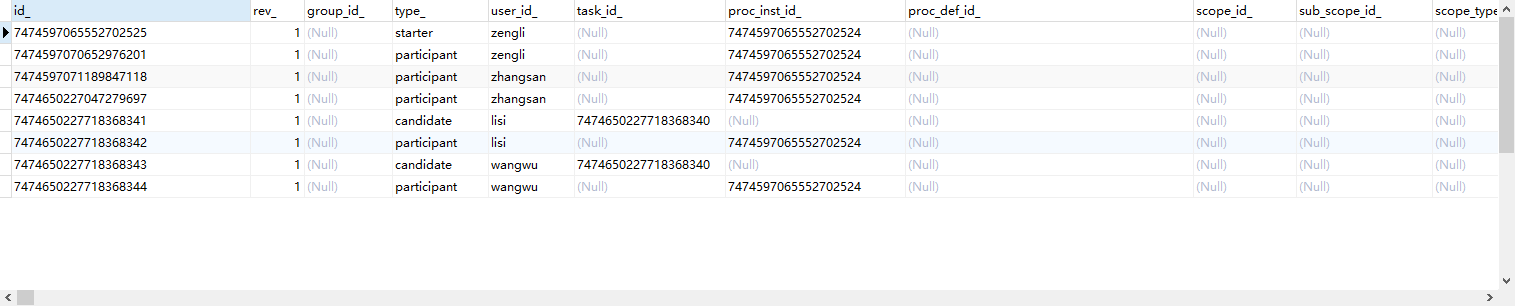 id_ rev_ group_id_ type_ user_id_ task_id_ proc_inst_id_ proc_def_id_ scope_id_ sub_scope_id_ scope_type
7474597065552702525 1 (Null) starter zengli (Null) 7474597065552702524 (Null) (Null) (Null) (Null)
7474597070652976201 1 (Null) participant zengli (Null) 7474597065552702524 (Null) (Null) (Null) (Null)
7474597071189847118 1 (Null) participant zhangsan (Null) 7474597065552702524 (Null) (Null) (Null) (Null)
7474650227047279697 1 (Null) participant zhangsan (Null) 7474597065552702524 (Null) (Null) (Null) (Null)
7474650227718368341 1 (Null) candidate lisi 7474650227718368340 (Null) (Null) (Null) (Null) (Null)
7474650227718368342 1 (Null) participant lisi (Null) 7474597065552702524 (Null) (Null) (Null) (Null)
7474650227718368343 1 (Null) candidate wangwu 7474650227718368340 (Null) (Null) (Null) (Null) (Null)
7474650227718368344 1 (Null) participant wangwu (Null) 7474597065552702524 (Null) (Null) (Null) (Null)